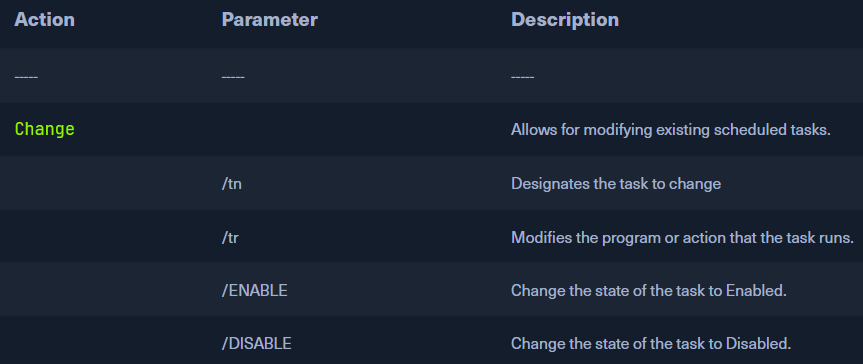 Action Parameter Description
----- ----- -----
Change Allows for modifying existing scheduled tasks.
/tn Designates the task to change
/tr Modifies the program or action that the task runs.
/ENABLE Change the state of the task to Enabled.
/DISABLE Change the state of the task to Disabled.